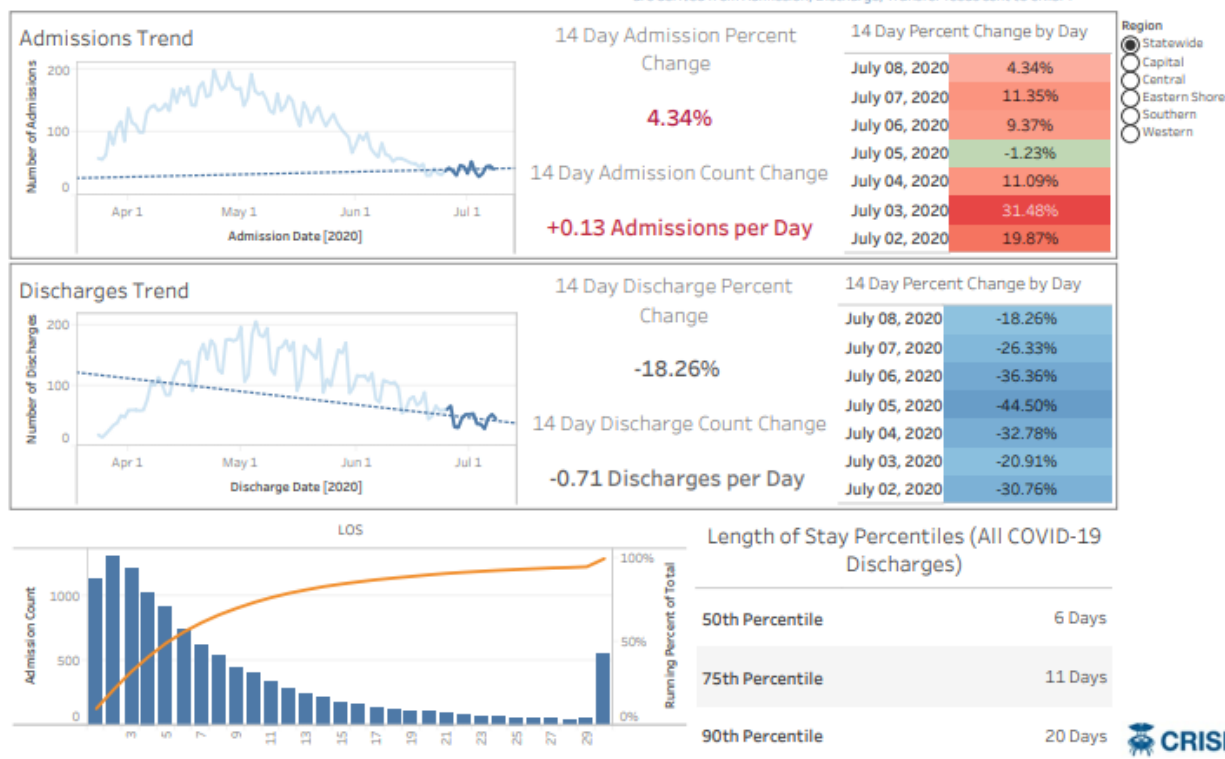 Admissions Trend
Number of Admissions
200
100
0
Apr 1
May 1
Jun 1
Jul 1
Admission Date [2020]
14 Day Admission Percent
Change
4.34%
14 Day Admission Count Change
+0.13 Admissions per Day
14 Day Percent Change by Day
July 08, 2020 4.34%
July 07, 2020 11.35%
July 06, 2020 9.37%
July 05, 2020 -1.23%
July 04, 2020 11.09%
July 03, 2020 31.48%
July 02, 2020 19.87%
Region
Statewide
Capital
Central
Eastern Shore
Southern
Western
Discharges Trend
Number of Discharges
200
100
0
Apr 1
May 1
Jun 1
Jul 1
Discharge Date [2020]
14 Day Discharge Percent
Change
-18.26%
14 Day Discharge Count Change
-0.71 Discharges per Day
14 Day Percent Change by Day
July 08, 2020 -18.26%
July 07, 2020 -26.33%
July 06, 2020 -36.36%
July 05, 2020 -44.50%
July 04, 2020 -32.78%
July 03, 2020 -20.91%
July 02, 2020 -30.76%
LOS
Admission Count
1000
500
0
100%
50%
0%
Running Percent of Total
3
5
7
9
11
13
15
17
19
21
23
25
27
29
Length of Stay Percentiles (All COVID-19
Discharges)
50th Percentile 6 Days
75th Percentile 11 Days
90th Percentile 20 Days
CRIS